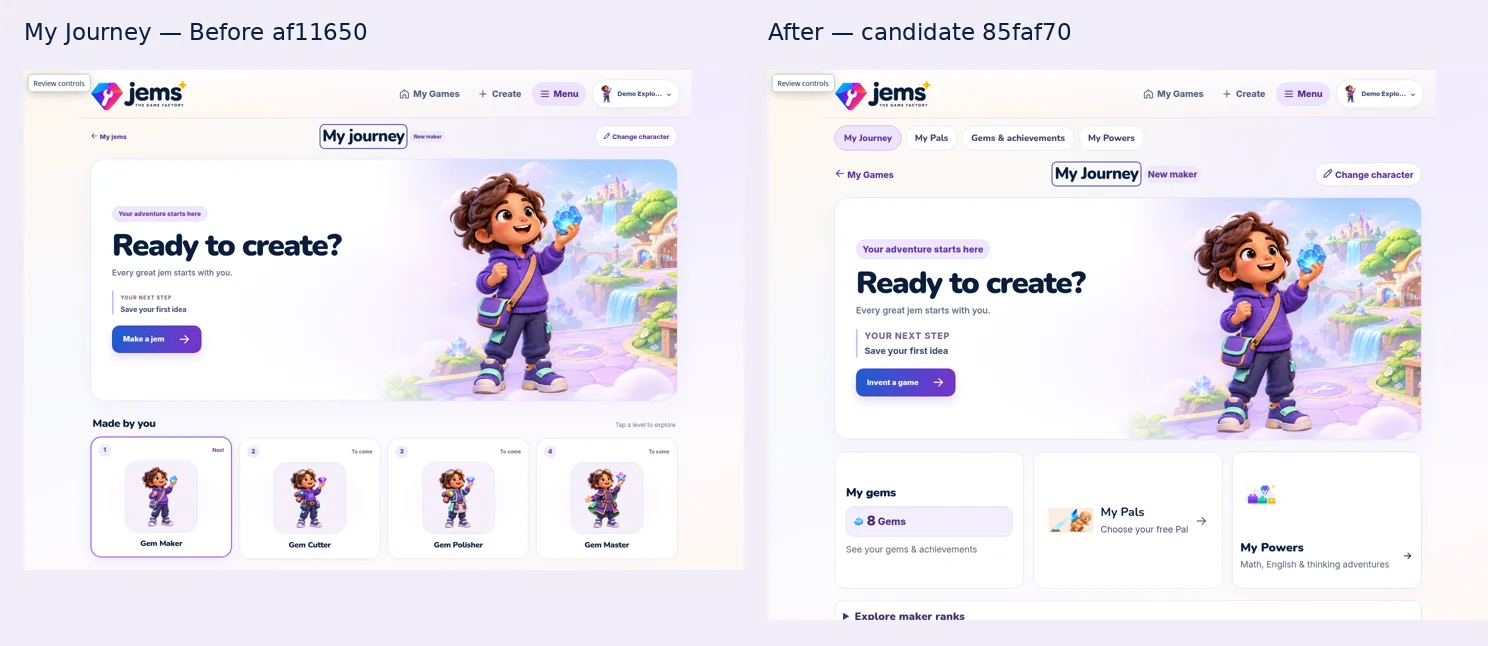 My Journey — Before af11650
Review controls
jems
THE GAME FACTORY
My Games
Create
Menu
Demo Explo...
My jems
My journey
New maker
Change character
Your adventure starts here
Ready to create?
Every great jem starts with you.
YOUR NEXT STEP
Save your first idea
Make a jem
Made by you
Tap a level to explore
1
Next
Gem Maker
2
To come
Gem Cutter
3
To come
Gem Polisher
4
To come
Gem Master
After — candidate 85faf70
Review controls
jems
THE GAME FACTORY
My Games
Create
Menu
Demo Explo...
My Journey
My Pals
Gems & achievements
My Powers
My Games
My Journey
New maker
Change character
Your adventure starts here
Ready to create?
Every great jem starts with you.
YOUR NEXT STEP
Save your first idea
Invent a game
My gems
8 Gems
See your gems & achievements
My Pals
Choose your free Pal
My Powers
Math, English & thinking adventures
Explore maker ranks